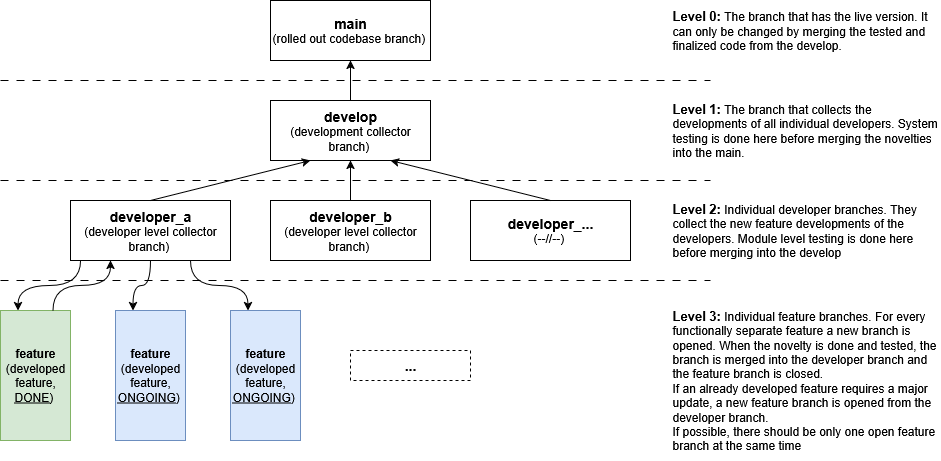 main
(rolled out codebase branch)
Level 0: The branch that has the live version. It
can only be changed by merging the tested and
finalized code from the develop.
develop
(development collector
branch)
Level 1: The branch that collects the
developments of all individual developers. System
testing is done here before merging the novelties
into the main.
developer_a
(developer level collector
branch)
developer_b
(developer level collector
branch)
developer_...
(--//--)
Level 2: Individual developer branches. They
collect the new feature developments of the
developers. Module level testing is done here
before merging into the develop
feature
(developed
feature,
DONE)
feature
(developed
feature,
ONGOING)
feature
(developed
feature,
ONGOING)
...
Level 3: Individual feature branches. For every
functionally separate feature a new branch is
opened. When the novelty is done and tested, the
branch is merged into the developer branch and
the feature branch is closed.
If an already developed feature requires a major
update, a new feature branch is opened from the
developer branch.
If possible, there should be only one open feature
branch at the same time